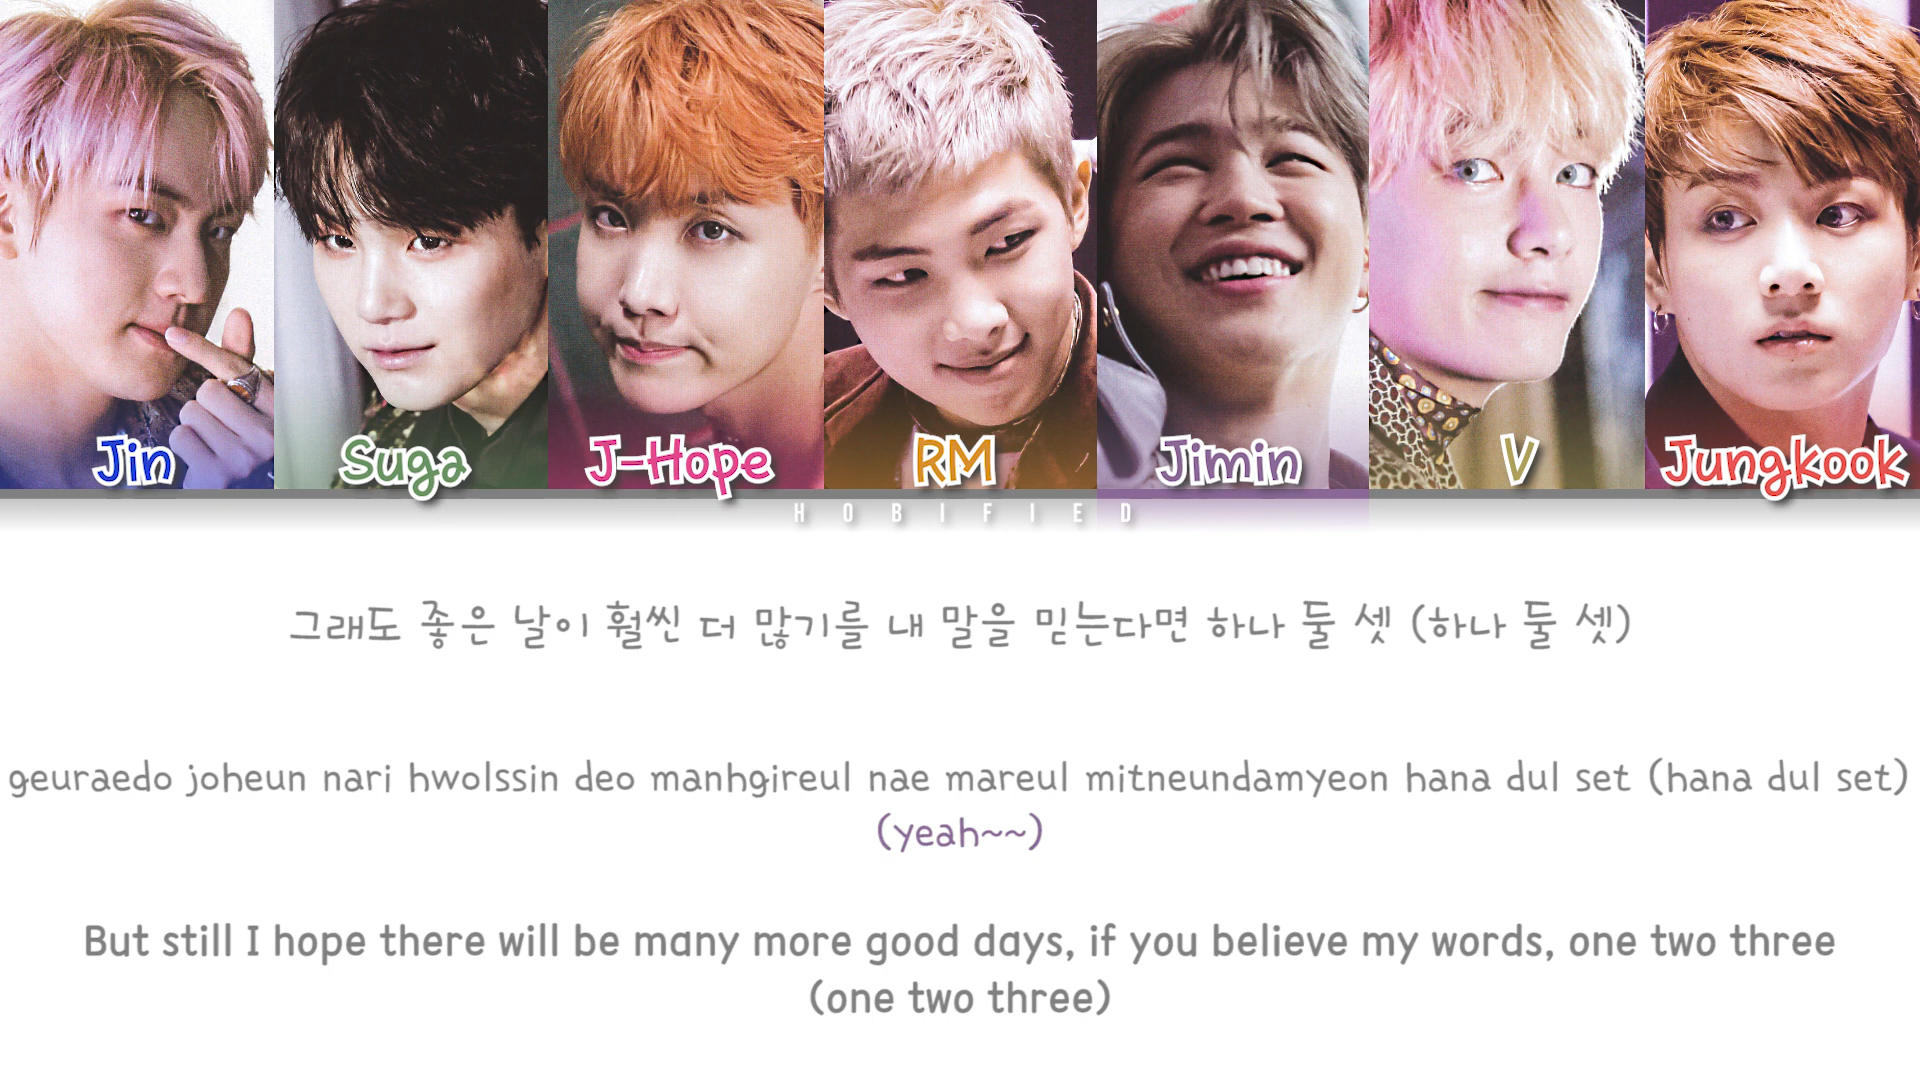 Jin Suga J-Hope RM Jimin V Jungkook
HOBIFIED
그래도 좋은 날이 훨씬 더 많기를 내 말을 믿는다면 하나 둘 셋 (하나 둘 셋)
geuraedo joheun nari hwolssin deo manhgireul nae mareul mitneundamyeon hana dul set (hana dul set)
(yeah~~)
But still I hope there will be many more good days, if you believe my words, one two three
(one two three)